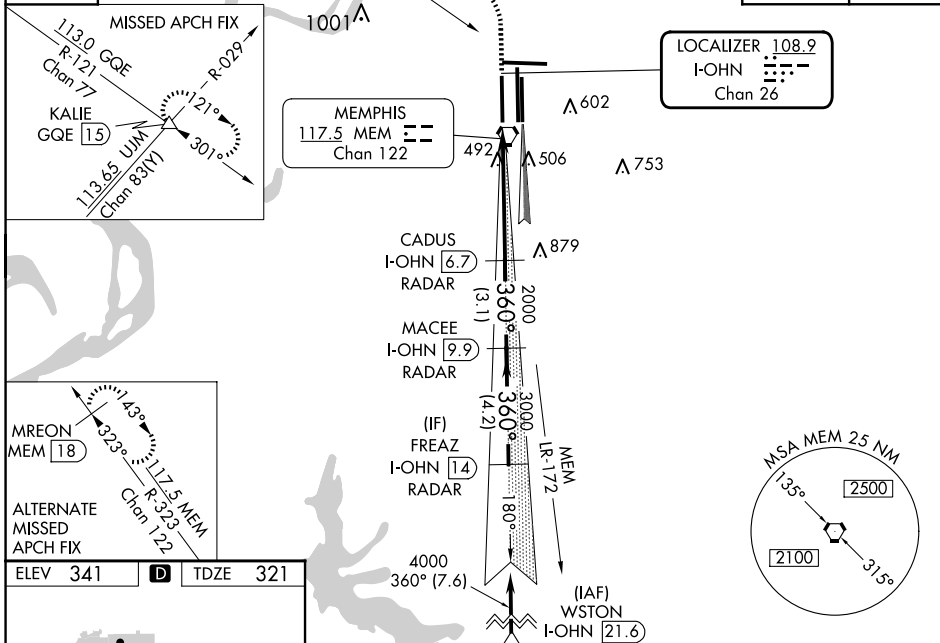 MISSED APCH FIX
113.0 GQE
R-121
Chan 77
R-029
KALIE
GQE 15
121°
301°
113.65 UJM
Chan 83(Y)
1001
LOCALIZER 108.9
I-OHN
Chan 26
MEMPHIS
117.5 MEM
Chan 122
602
492
506
753
879
CADUS
I-OHN 6.7
RADAR
2000
360°
(3.1)
MACEE
I-OHN 9.9
RADAR
3000
360°
(4.2)
(IF)
FREAZ
I-OHN 14
RADAR
MEM
LR-172
180°
4000
360° (7.6)
(IAF)
WSTON
I-OHN 21.6
MREON
MEM 18
143°
323°
117.5 MEM
R-323
Chan 122
ALTERNATE
MISSED
APCH FIX
MSA MEM 25 NM
135°
2500
2100
315°
ELEV 341 D TDZE 321